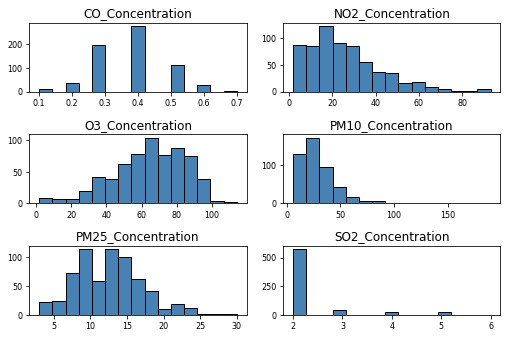 CO_Concentration
200
100
0
0.1 0.2 0.3 0.4 0.5 0.6 0.7
NO2_Concentration
100
50
0
0 20 40 60 80
O3_Concentration
100
50
0
0 20 40 60 80 100
PM10_Concentration
100
0
0 50 100 150
PM25_Concentration
100
50
0
5 10 15 20 25 30
SO2_Concentration
500
250
0
2 3 4 5 6